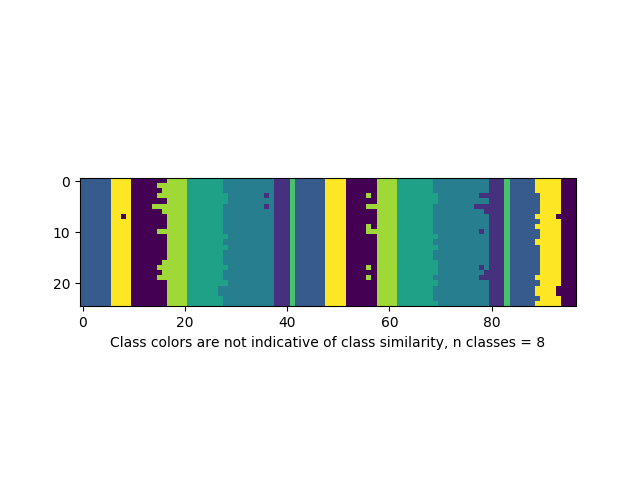 0
10
20
0 20 40 60 80
Class colors are not indicative of class similarity, n classes = 8